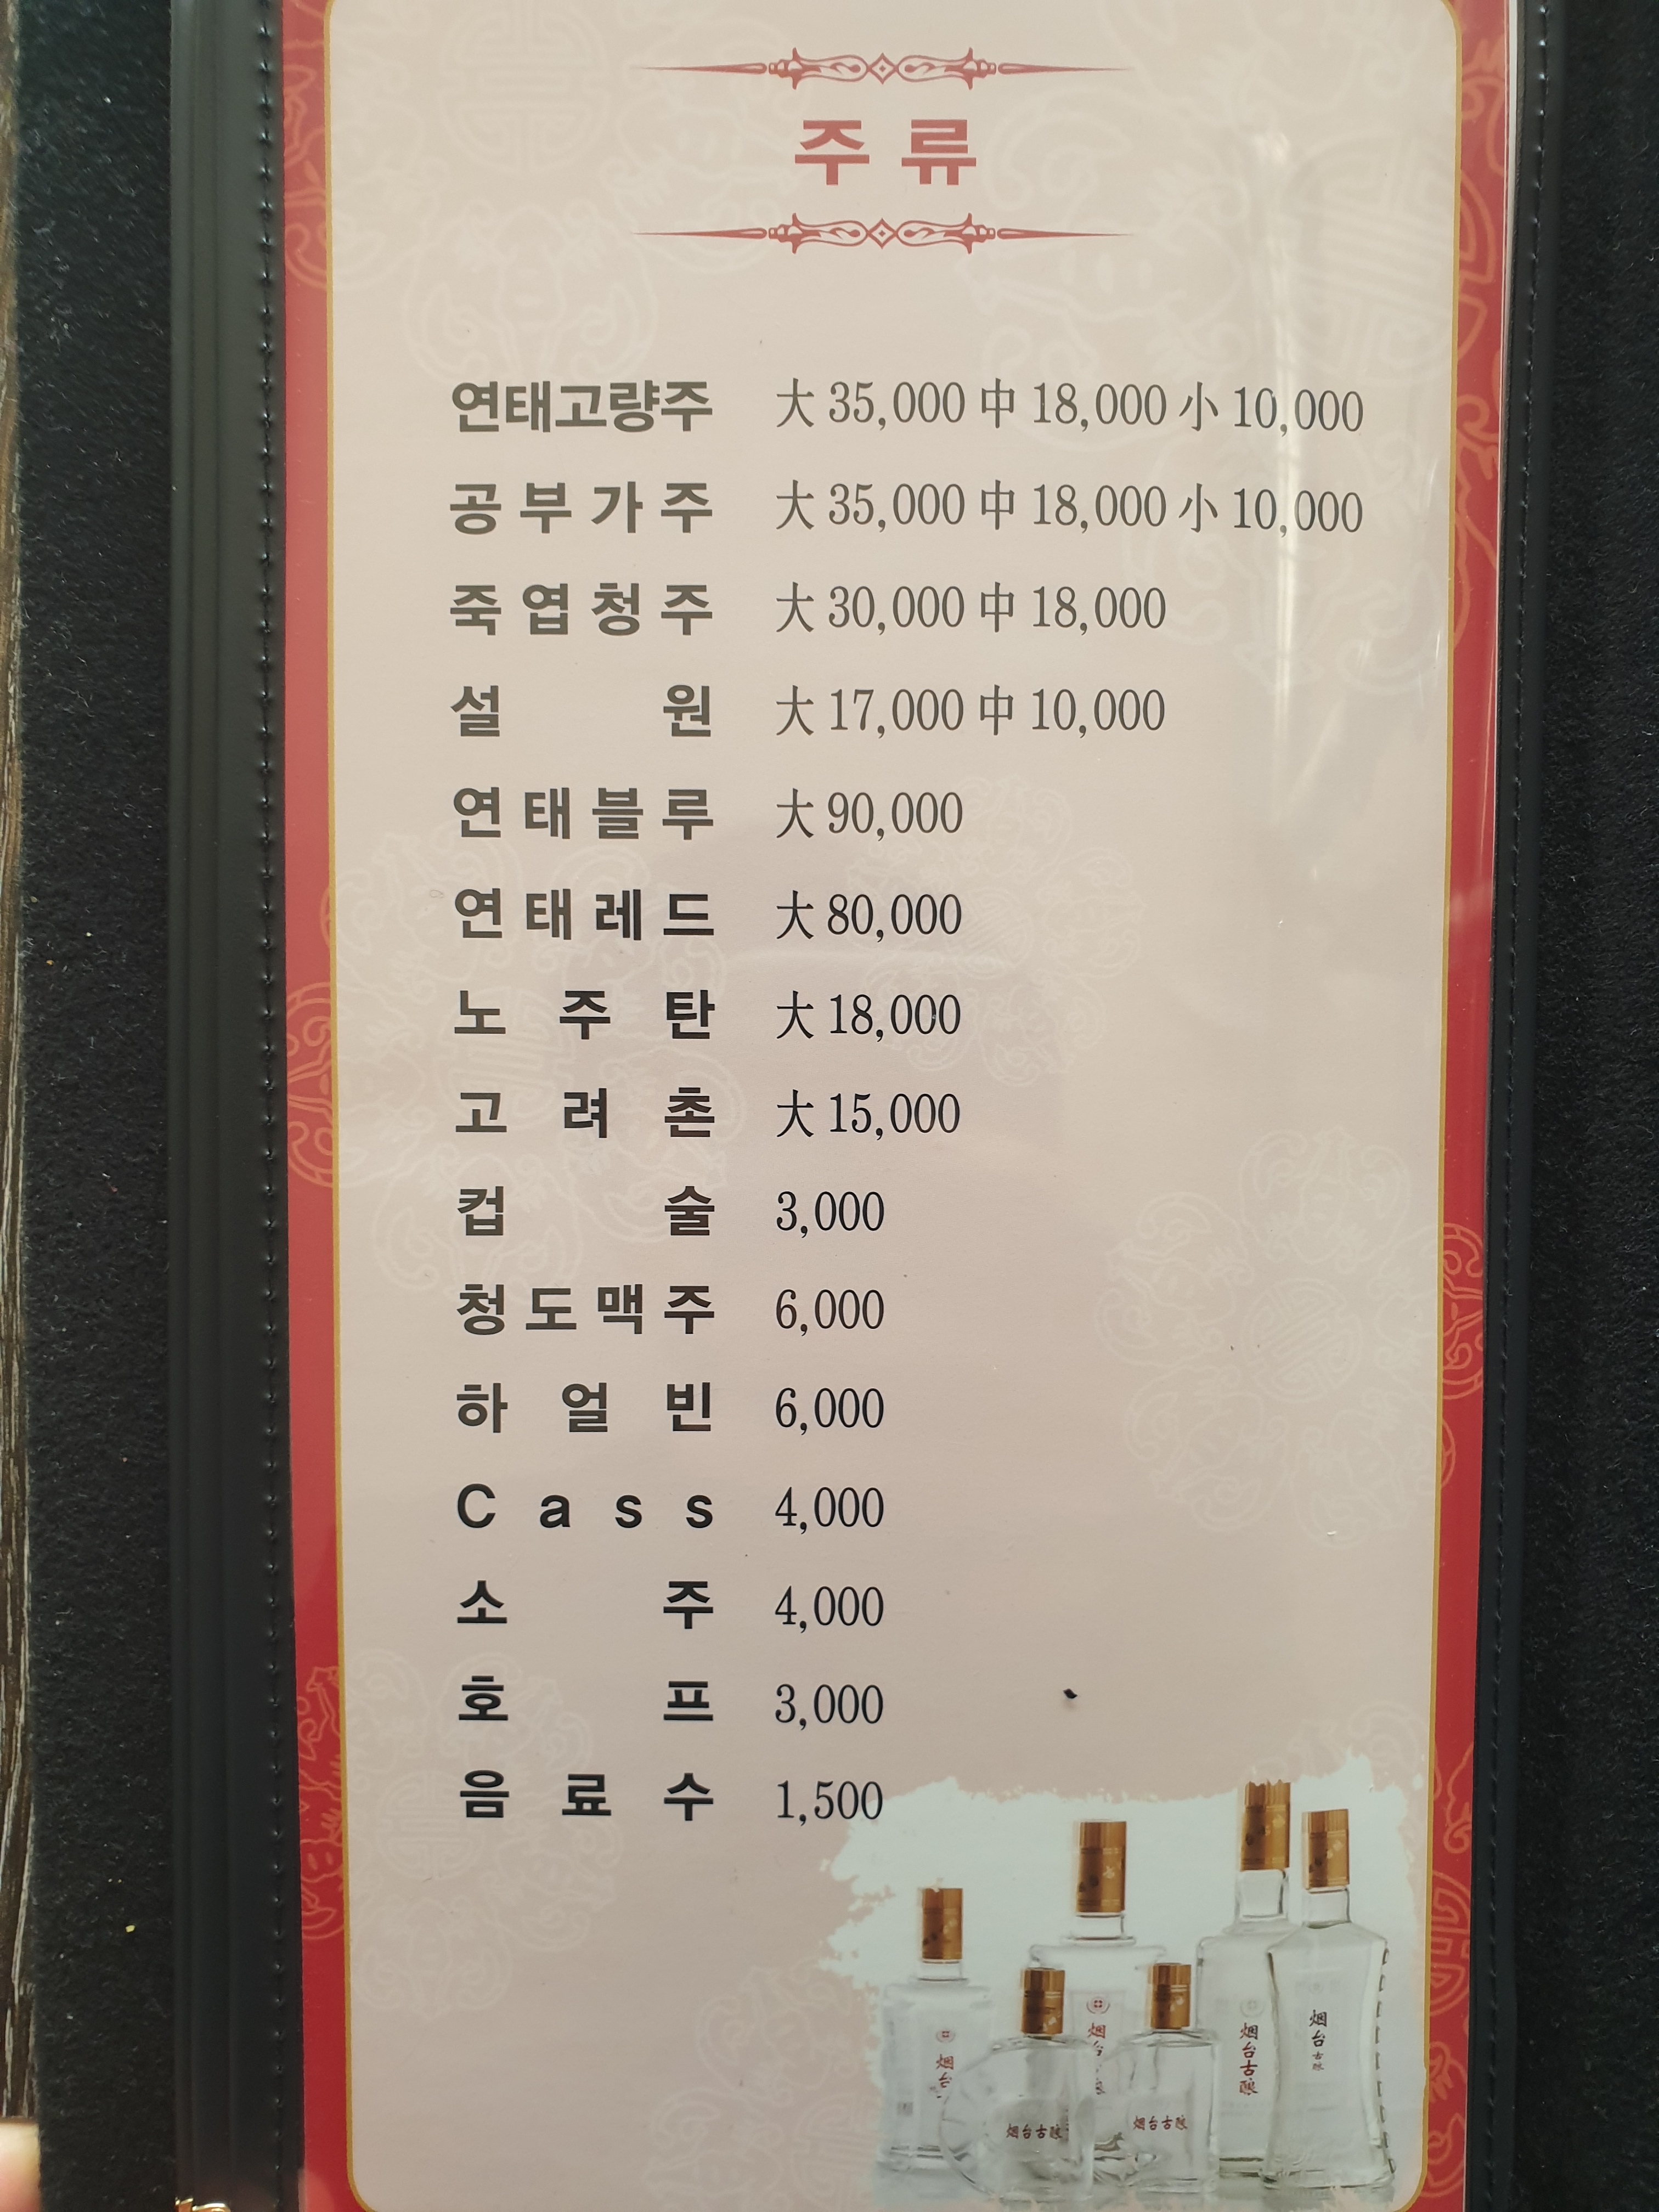 주류
연태고량주 大 35,000 中 18,000 小 10,000
공부가주 大 35,000 中 18,000 小 10,000
죽엽청주 大 30,000 中 18,000
설원 大 17,000 中 10,000
연태블루 大 90,000
연태레드 大 80,000
노주탄 大 18,000
고려촌 大 15,000
컵술 3,000
청도맥주 6,000
하얼빈 6,000
Cass 4,000
소주 4,000
호프 3,000
음료수 1,500
烟台古酿
烟台古酿
烟台古酿
烟台古酿